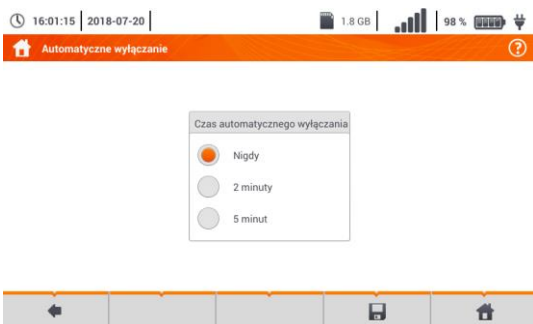 16:01:15 2018-07-20 1.8 GB 98 %
Automatyczne wyłączanie ?
Czas automatycznego wyłączania
Nigdy
2 minuty
5 minut